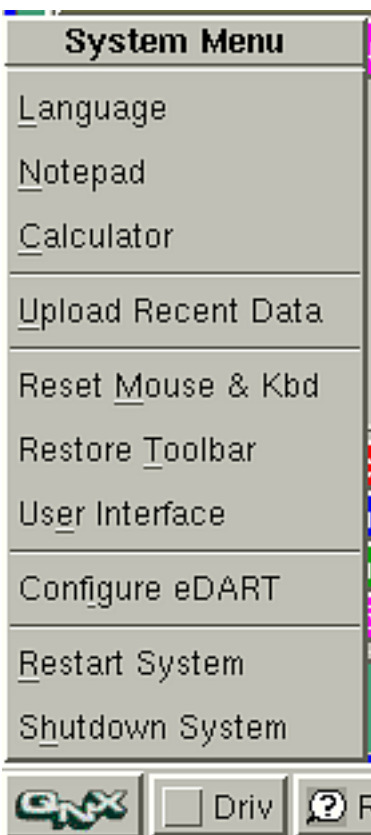 System Menu
Language
Notepad
Calculator
Upload Recent Data
Reset Mouse & Kbd
Restore Toolbar
User Interface
Configure eDART
Restart System
Shutdown System
QNX Driv